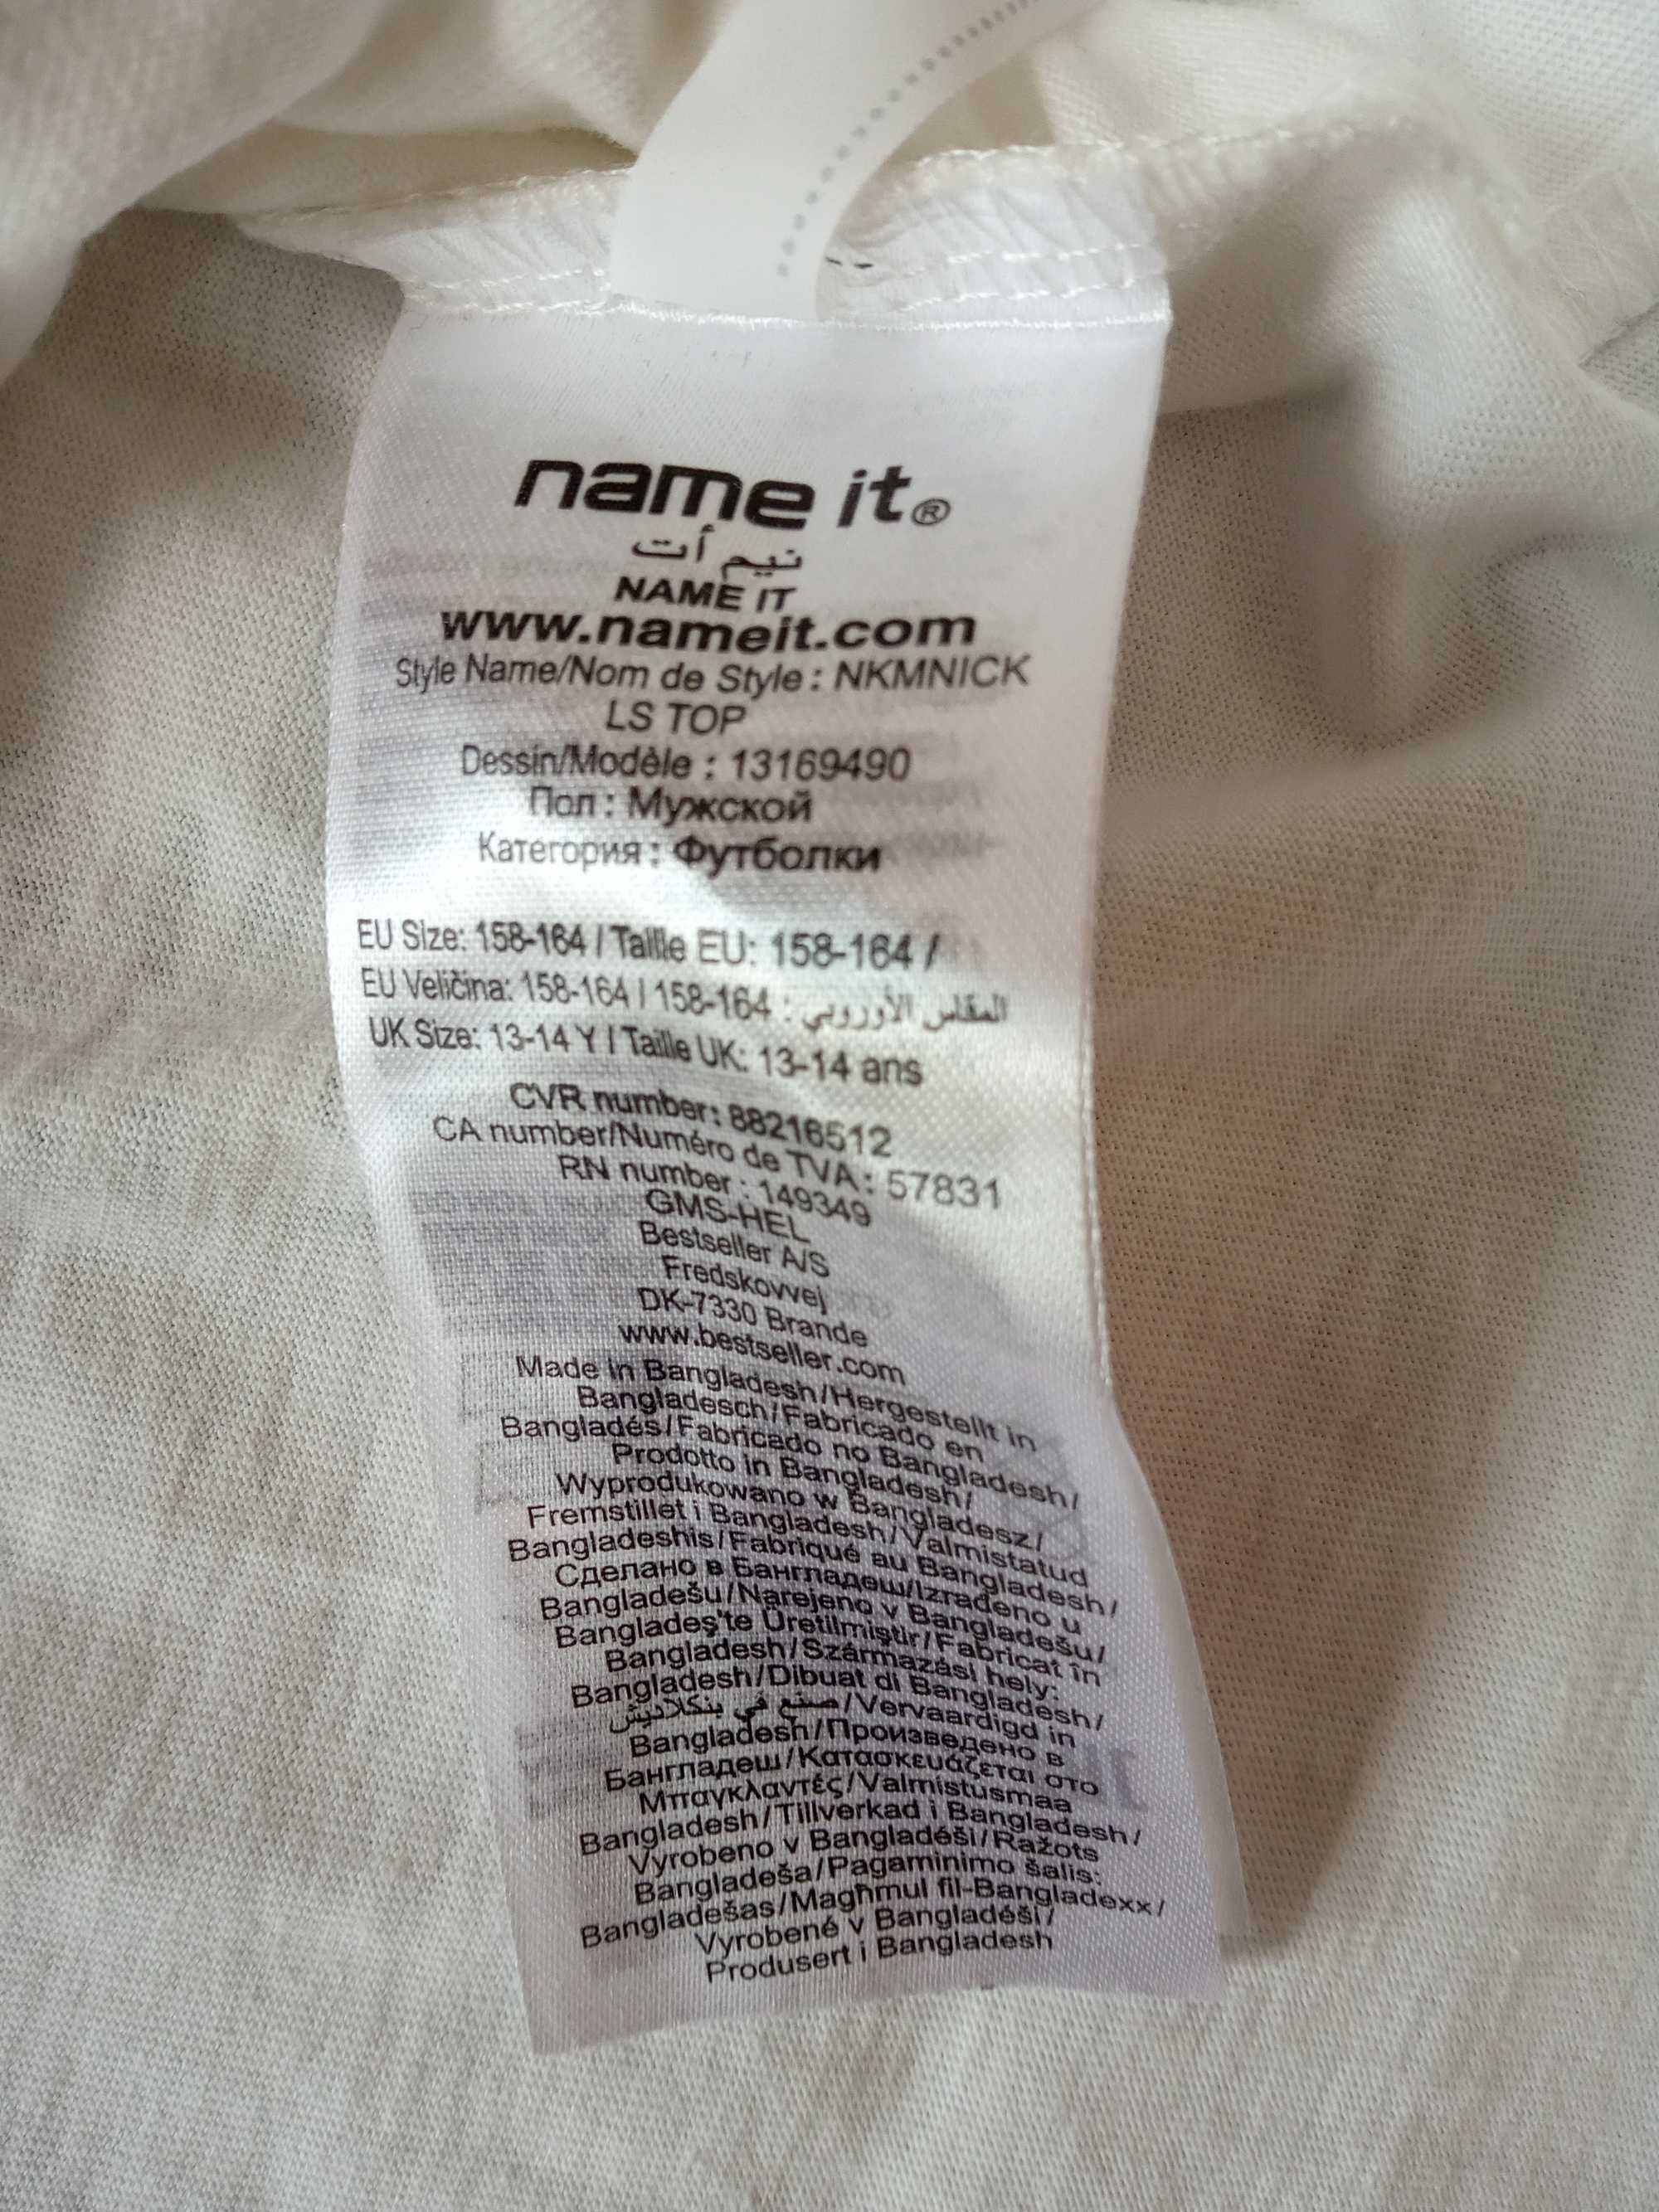 name it®
نيم أت
NAME IT
www.nameit.com
Style Name/Nom de Style : NKMNICK
LS TOP
Dessin/Modèle : 13169490
Пол : Мужской
Категория : Футболки
EU Size: 158-164 / Taille EU: 158-164 /
EU Veličina: 158-164 / 158-164 : المقاس الأوروبي
UK Size: 13-14 Y / Taille UK: 13-14 ans
CVR number: 88216512
CA number/Numéro de TVA : 57831
RN number : 149349
GMS-HEL
Bestseller A/S
Fredskovvej
DK-7330 Brande
www.bestseller.com
Made in Bangladesh/Hergestellt in
Bangladesch/Fabricado en
Bangladés/Fabricado no Bangladesh/
Prodotto in Bangladesh/
Wyprodukowano w Bangladesz/
Fremstillet i Bangladesh/Valmistatud
Bangladeshis/Fabriqué au Bangladesh/
Сделано в Бангладеш/Izrađeno u
Bangladešu/Narejeno v Bangladešu/
Bangladeş'te Üretilmiştir/Fabricat în
Bangladesh/Származási hely:
Bangladesh/Dibuat di Bangladesh/
صنع في بنكلاديش/Vervaardigd in
Bangladesh/Произведено в
Бангладеш/Κατασκευάζεται στο
Μπαγκλαντές/Valmistusmaa
Bangladesh/Tillverkad i Bangladesh/
Vyrobeno v Bangladéši/Ražots
Bangladeša/Pagaminimo šalis:
Bangladešas/Magħmul fil-Bangladexx/
Vyrobené v Bangladéši/
Produsert i Bangladesh